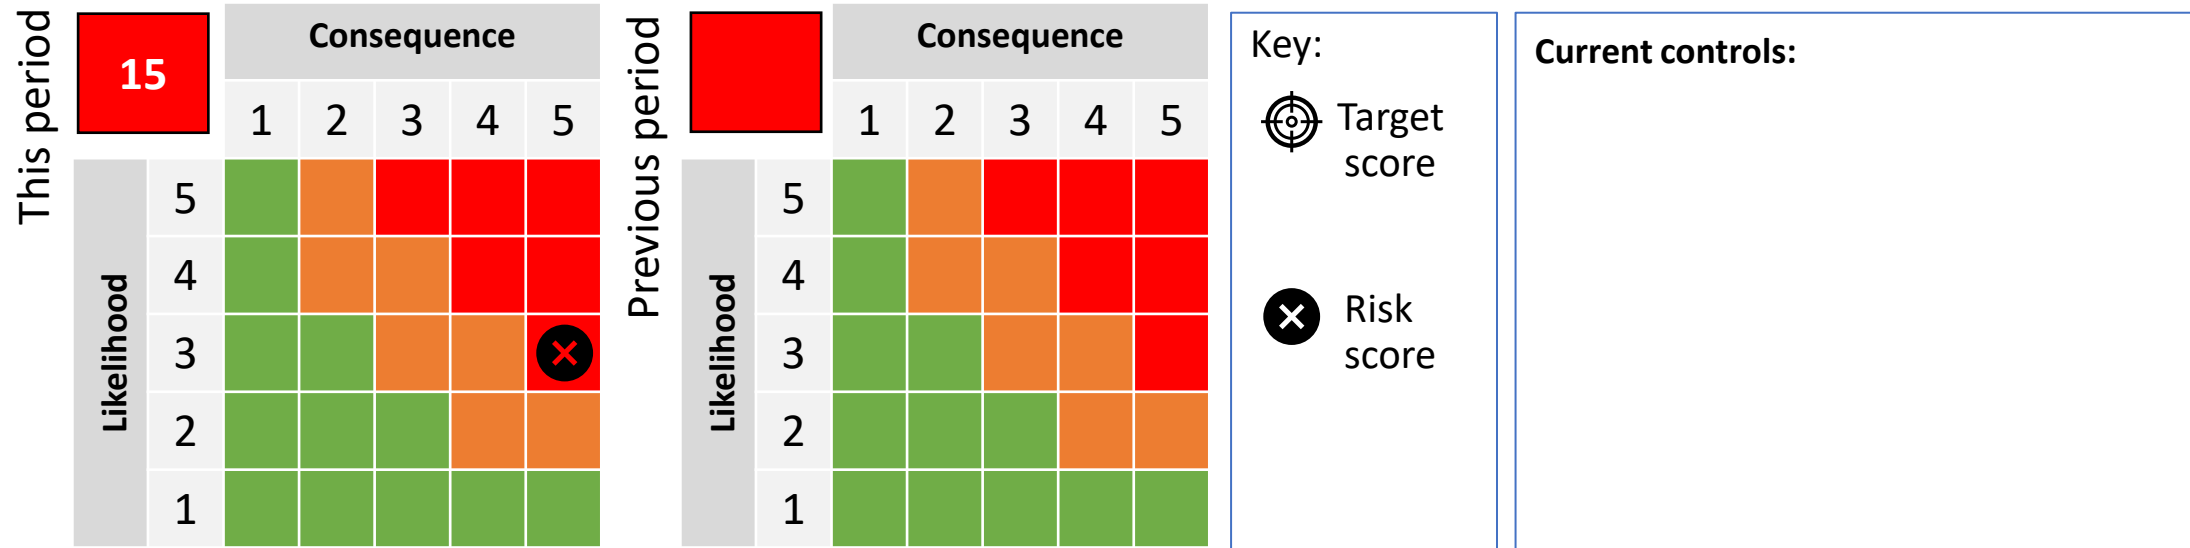 This period
15
Consequence
1 2 3 4 5
Likelihood
5
4
3
2
1
Previous period
Consequence
1 2 3 4 5
Likelihood
5
4
3
2
1
Key:
Target
score
Risk
score
Current controls: